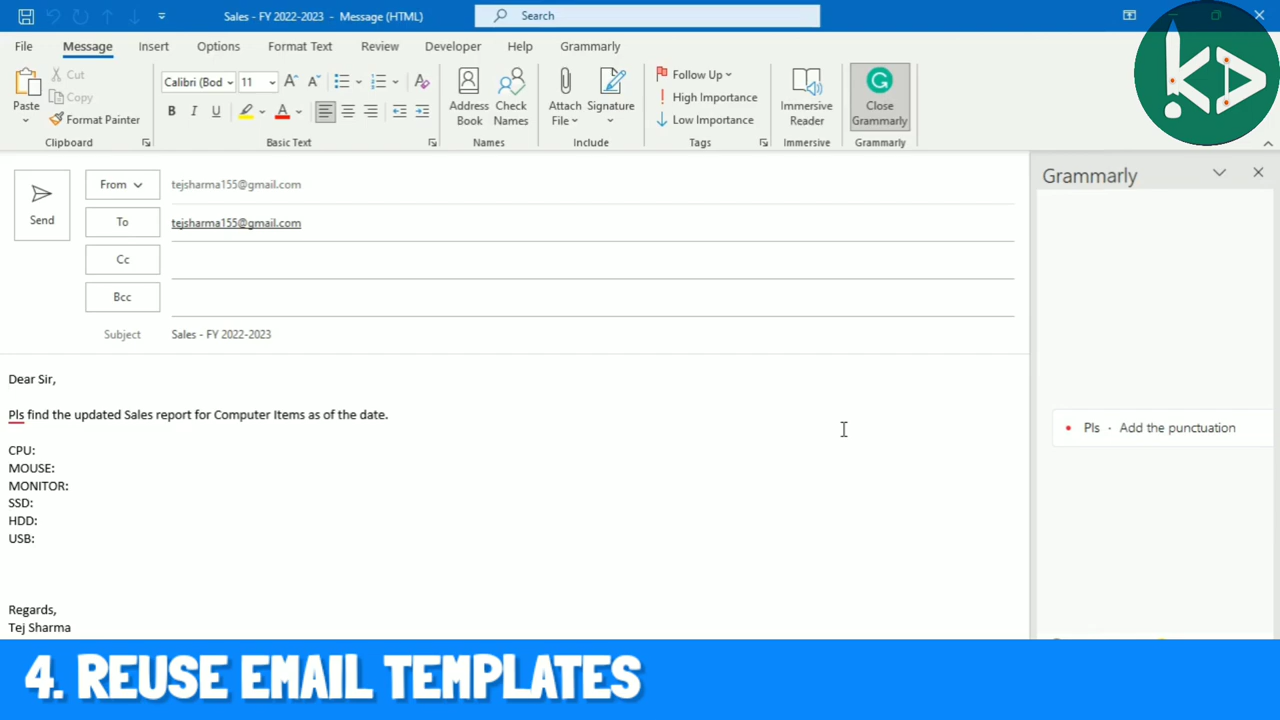 Sales - FY 2022-2023 - Message (HTML)
Search
File Message Insert Options Format Text Review Developer Help Grammarly
Paste
Cut
Copy
Format Painter
Clipboard
Calibri (Bod 11
B I U
Basic Text
Address Book
Check Names
Names
Attach File
Signature
Include
Follow Up
High Importance
Low Importance
Tags
Immersive Reader
Immersive
Close Grammarly
Grammarly
Send
From tejsharma155@gmail.com
To tejsharma155@gmail.com
Cc
Bcc
Subject Sales - FY 2022-2023
Dear Sir,
Pls find the updated Sales report for Computer Items as of the date.
CPU:
MOUSE:
MONITOR:
SSD:
HDD:
USB:
Regards,
Tej Sharma
Grammarly
Pls · Add the punctuation
4. REUSE EMAIL TEMPLATES